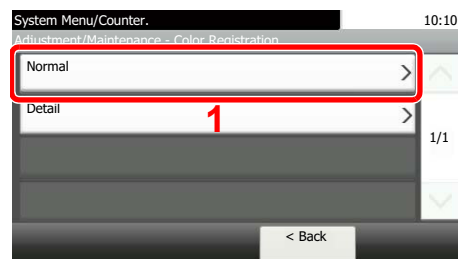 System Menu/Counter.
10:10
Adjustment/Maintenance - Color Registration
Normal
Detail
1
1/1
< Back